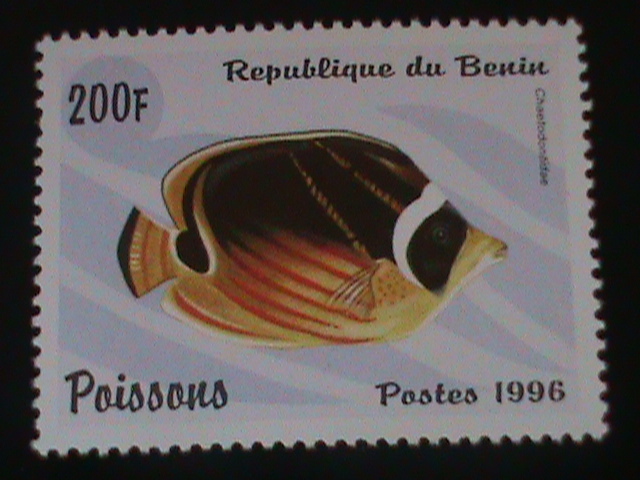 200F
Republique du Benin
Chaetodontidae
Poissons
Postes 1996